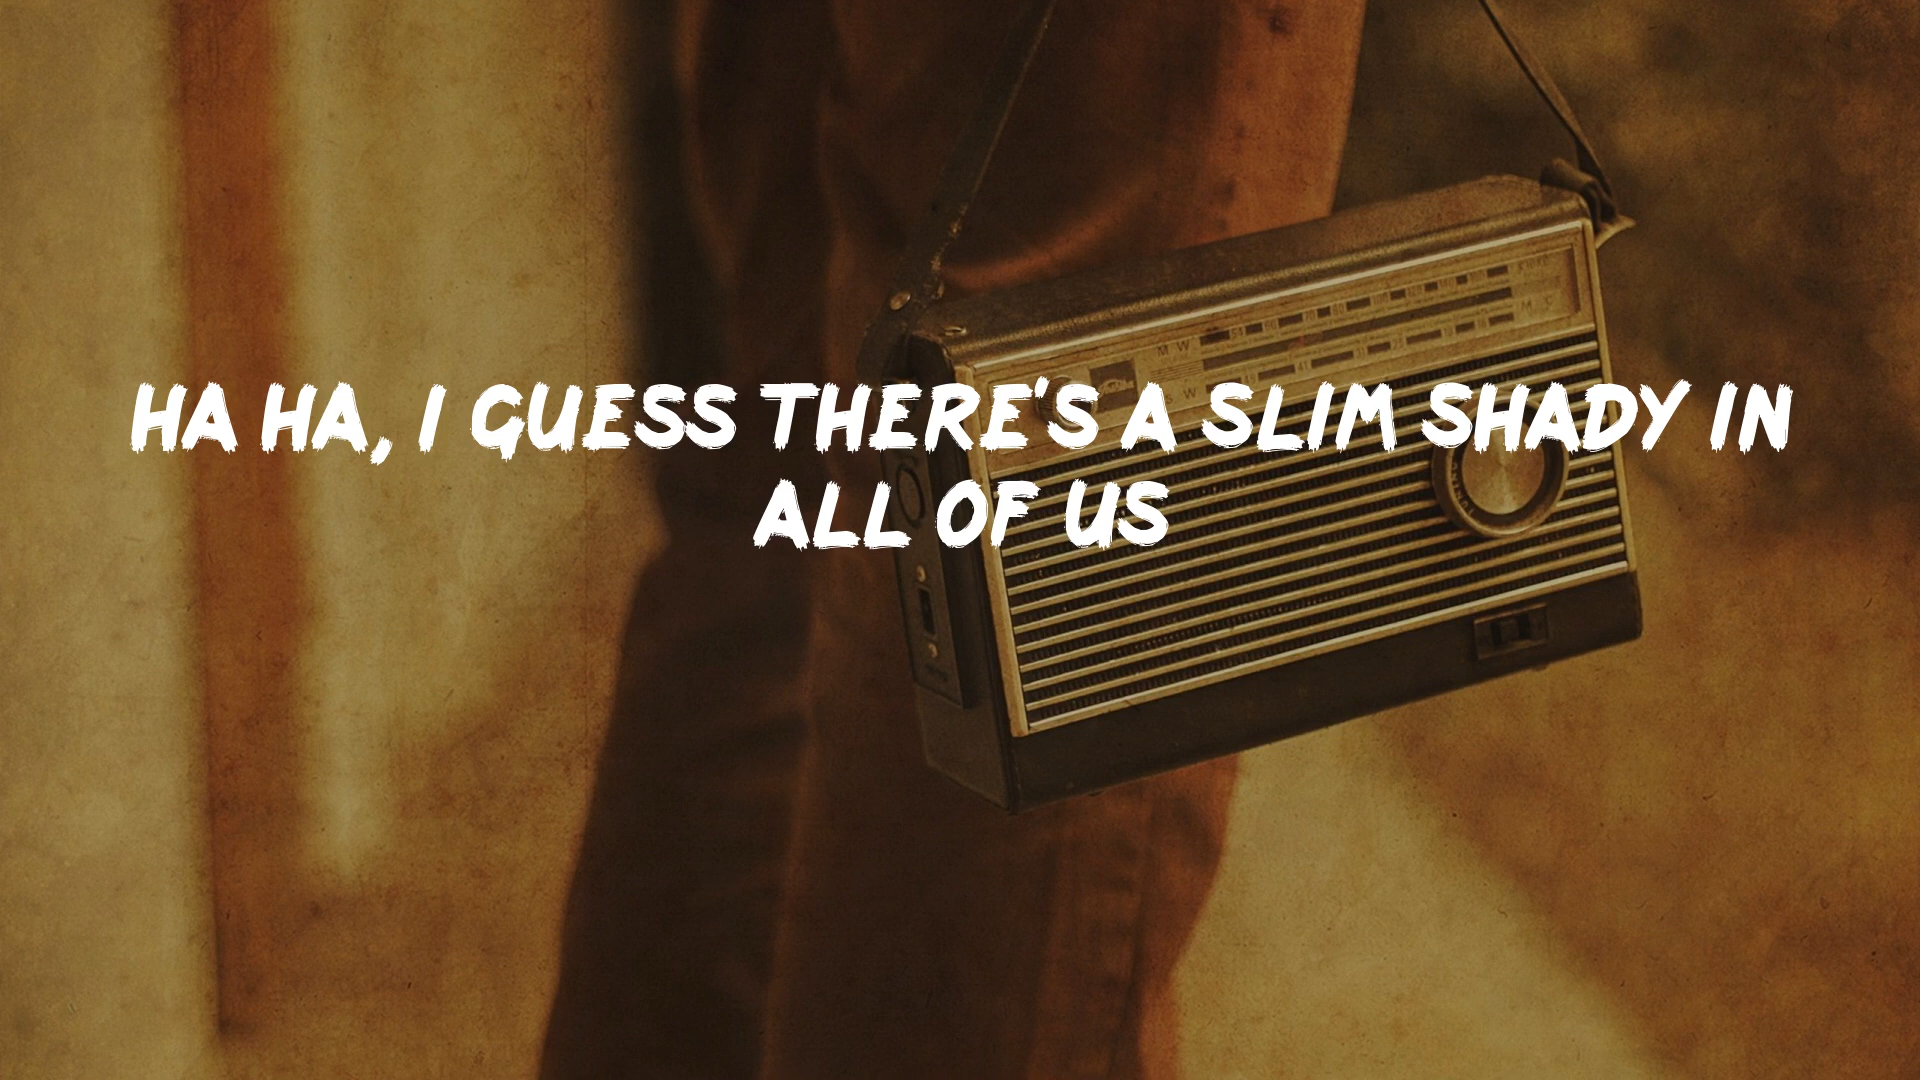 HA HA, I GUESS THERE'S A SLIM SHADY IN
ALL OF US
M W
S W